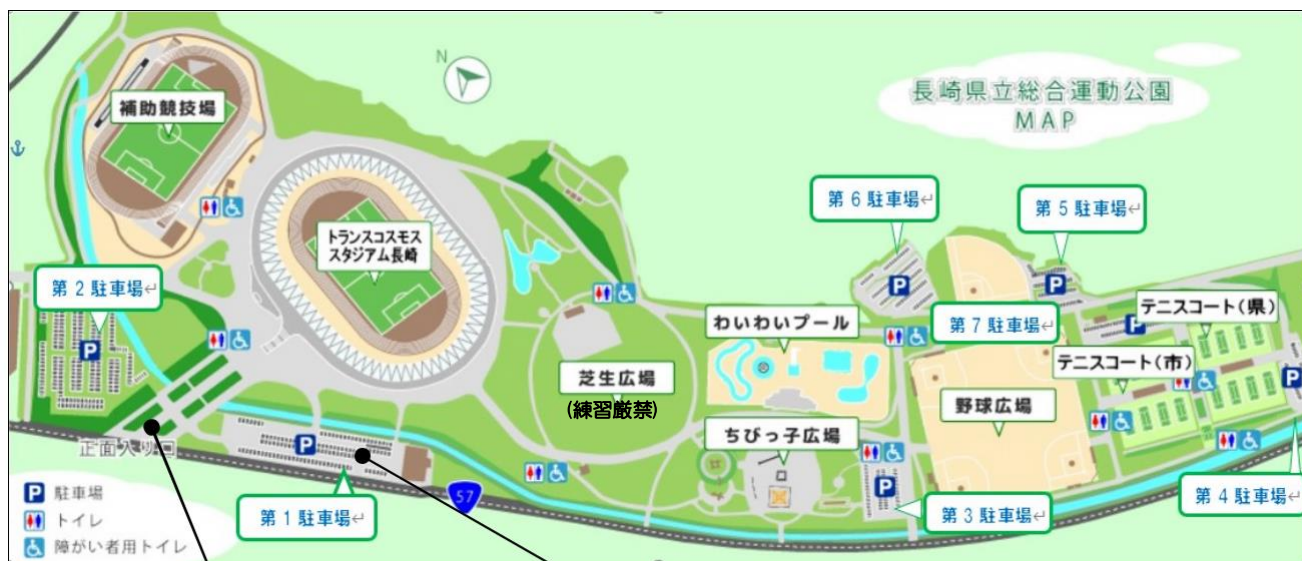 長崎県立総合運動公園
MAP
N
補助競技場
トランスコスモス
スタジアム長崎
第2駐車場↵
P
正面入り口
P
第1駐車場↵
57
芝生広場
(練習厳禁)
わいわいプール
ちびっ子広場
第6駐車場↵
P
第5駐車場↵
P
第7駐車場↵
P
テニスコート(県)
テニスコート(市)
野球広場
P
第3駐車場↵
P
第4駐車場↵
P 駐車場
トイレ
障がい者用トイレ